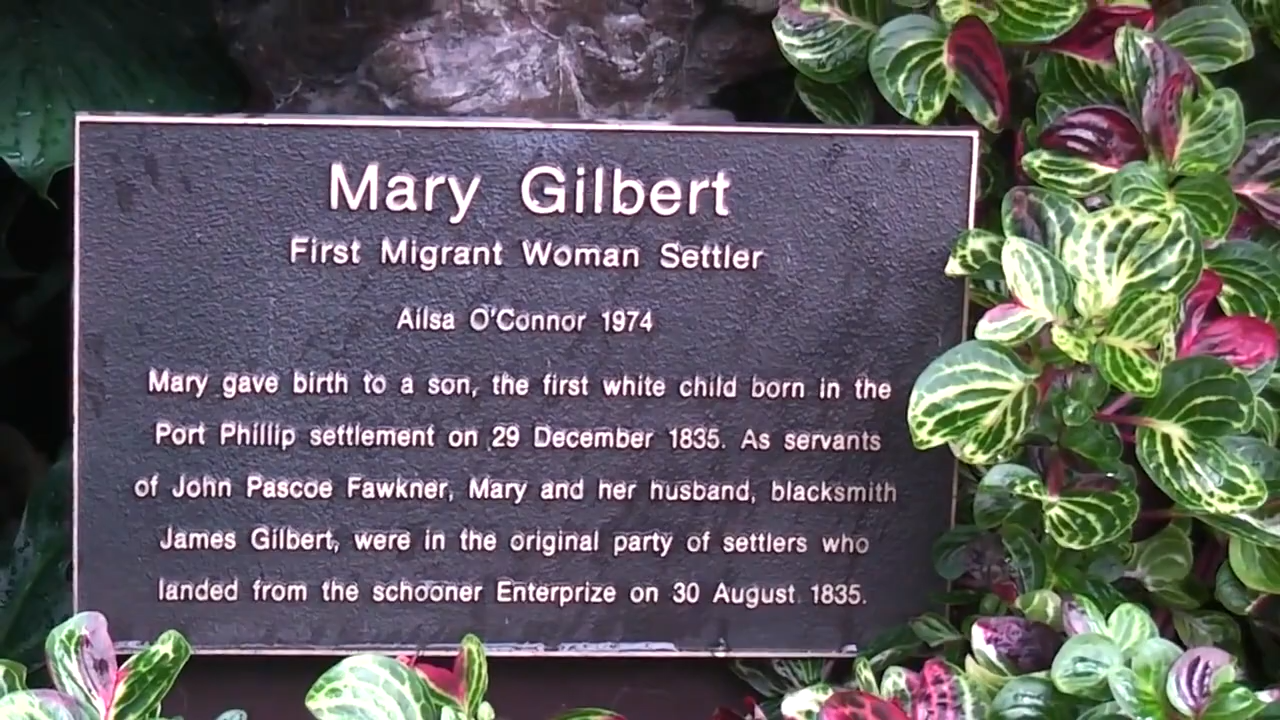 Mary Gilbert
First Migrant Woman Settler
Ailsa O'Connor 1974
Mary gave birth to a son, the first white child born in the
Port Phillip settlement on 29 December 1835. As servants
of John Pascoe Fawkner, Mary and her husband, blacksmith
James Gilbert, were in the original party of settlers who
landed from the schooner Enterprize on 30 August 1835.